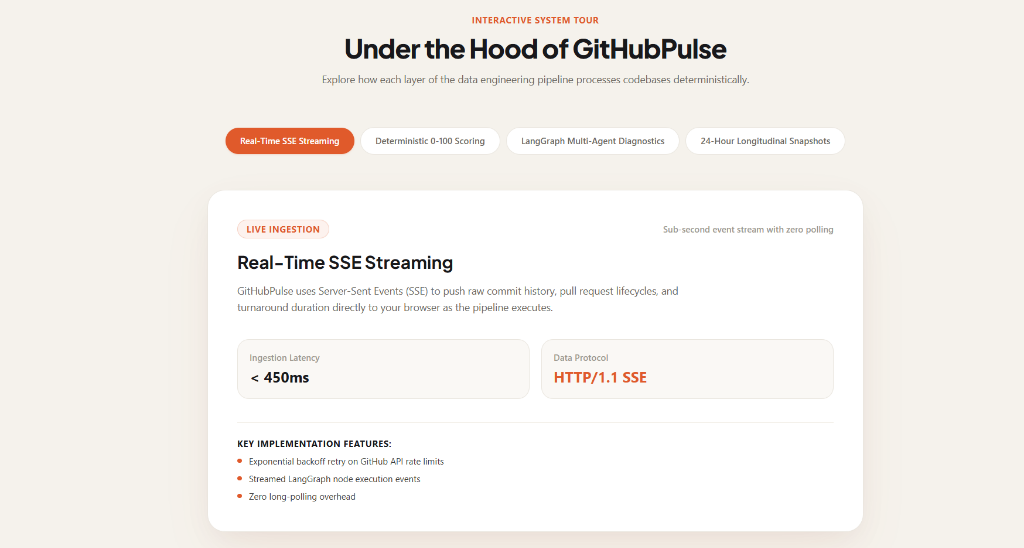 INTERACTIVE SYSTEM TOUR
Under the Hood of GitHubPulse
Explore how each layer of the data engineering pipeline processes codebases deterministically.
Real-Time SSE Streaming
Deterministic 0-100 Scoring
LangGraph Multi-Agent Diagnostics
24-Hour Longitudinal Snapshots
LIVE INGESTION
Sub-second event stream with zero polling
Real-Time SSE Streaming
GitHubPulse uses Server-Sent Events (SSE) to push raw commit history, pull request lifecycles, and
turnaround duration directly to your browser as the pipeline executes.
Ingestion Latency
< 450ms
Data Protocol
HTTP/1.1 SSE
KEY IMPLEMENTATION FEATURES:
Exponential backoff retry on GitHub API rate limits
Streamed LangGraph node execution events
Zero long-polling overhead